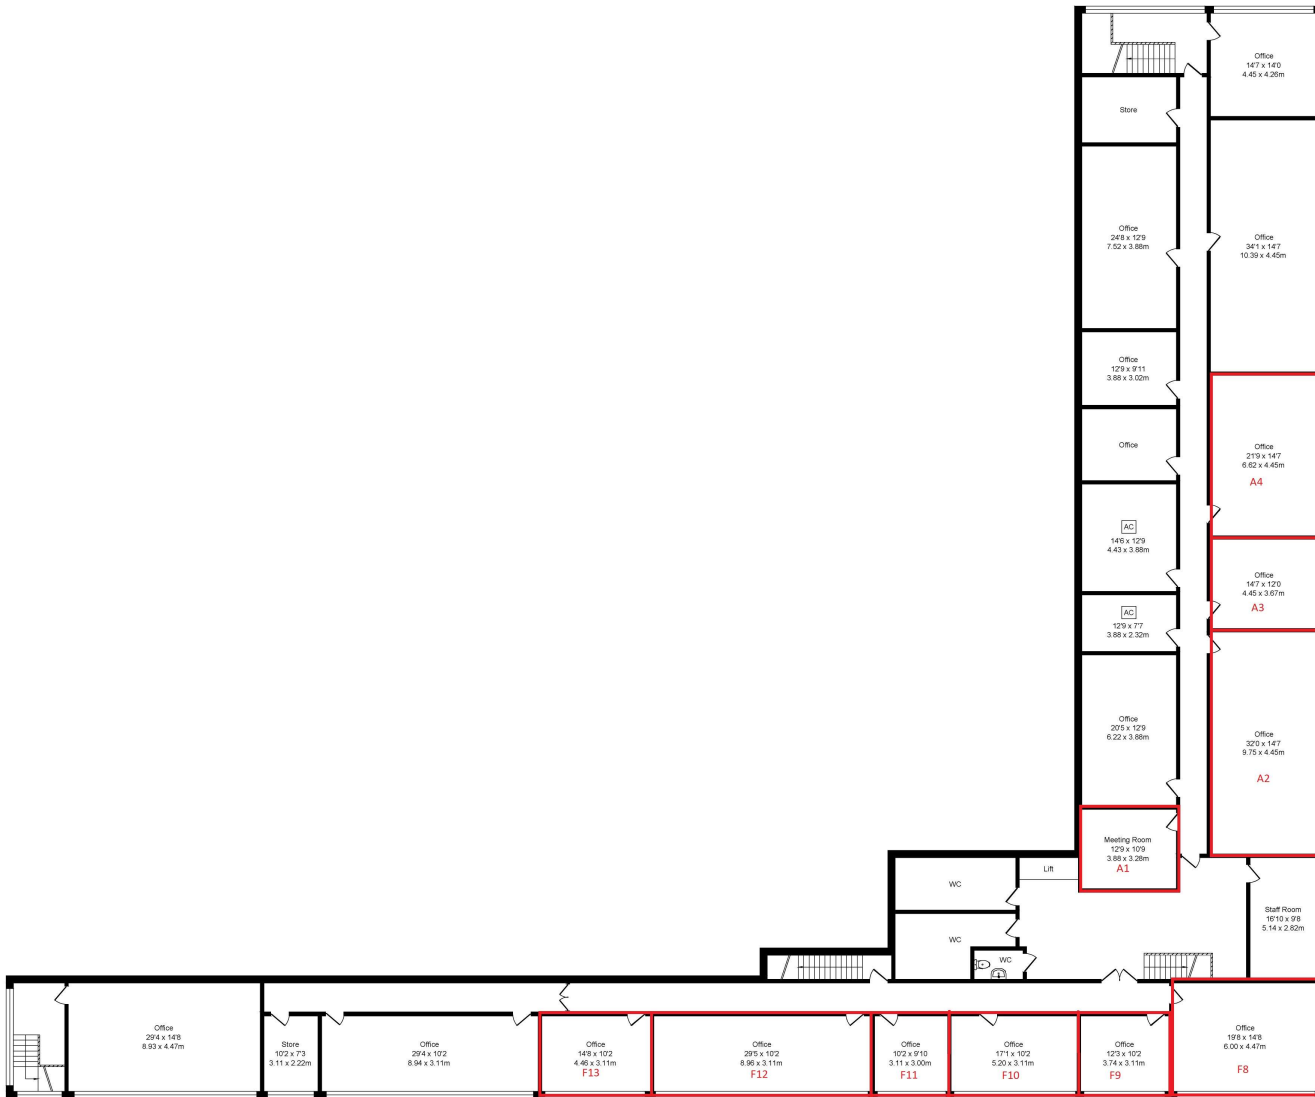 Office
14'7 x 14'0
4.45 x 4.26m
Store
Office
24'8 x 12'9
7.52 x 3.88m
Office
34'1 x 14'7
10.39 x 4.45m
Office
12'9 x 9'11
3.88 x 3.02m
Office
Office
21'9 x 14'7
6.62 x 4.45m
A4
AC
14'6 x 12'9
4.43 x 3.88m
Office
14'7 x 12'0
4.45 x 3.67m
A3
AC
12'9 x 7'7
3.88 x 2.32m
Office
20'5 x 12'9
6.22 x 3.88m
Office
32'0 x 14'7
9.75 x 4.45m
A2
Meeting Room
12'9 x 10'9
3.88 x 3.28m
A1
Lift
WC
WC
WC
Staff Room
16'10 x 9'8
5.14 x 2.82m
Office
29'4 x 14'8
8.93 x 4.47m
Store
10'2 x 7'3
3.11 x 2.22m
Office
29'4 x 10'2
8.94 x 3.11m
Office
14'8 x 10'2
4.46 x 3.11m
F13
Office
29'5 x 10'2
8.96 x 3.11m
F12
Office
10'2 x 9'10
3.11 x 3.00m
F11
Office
17'1 x 10'2
5.20 x 3.11m
F10
Office
12'3 x 10'2
3.74 x 3.11m
F9
Office
19'8 x 14'8
6.00 x 4.47m
F8